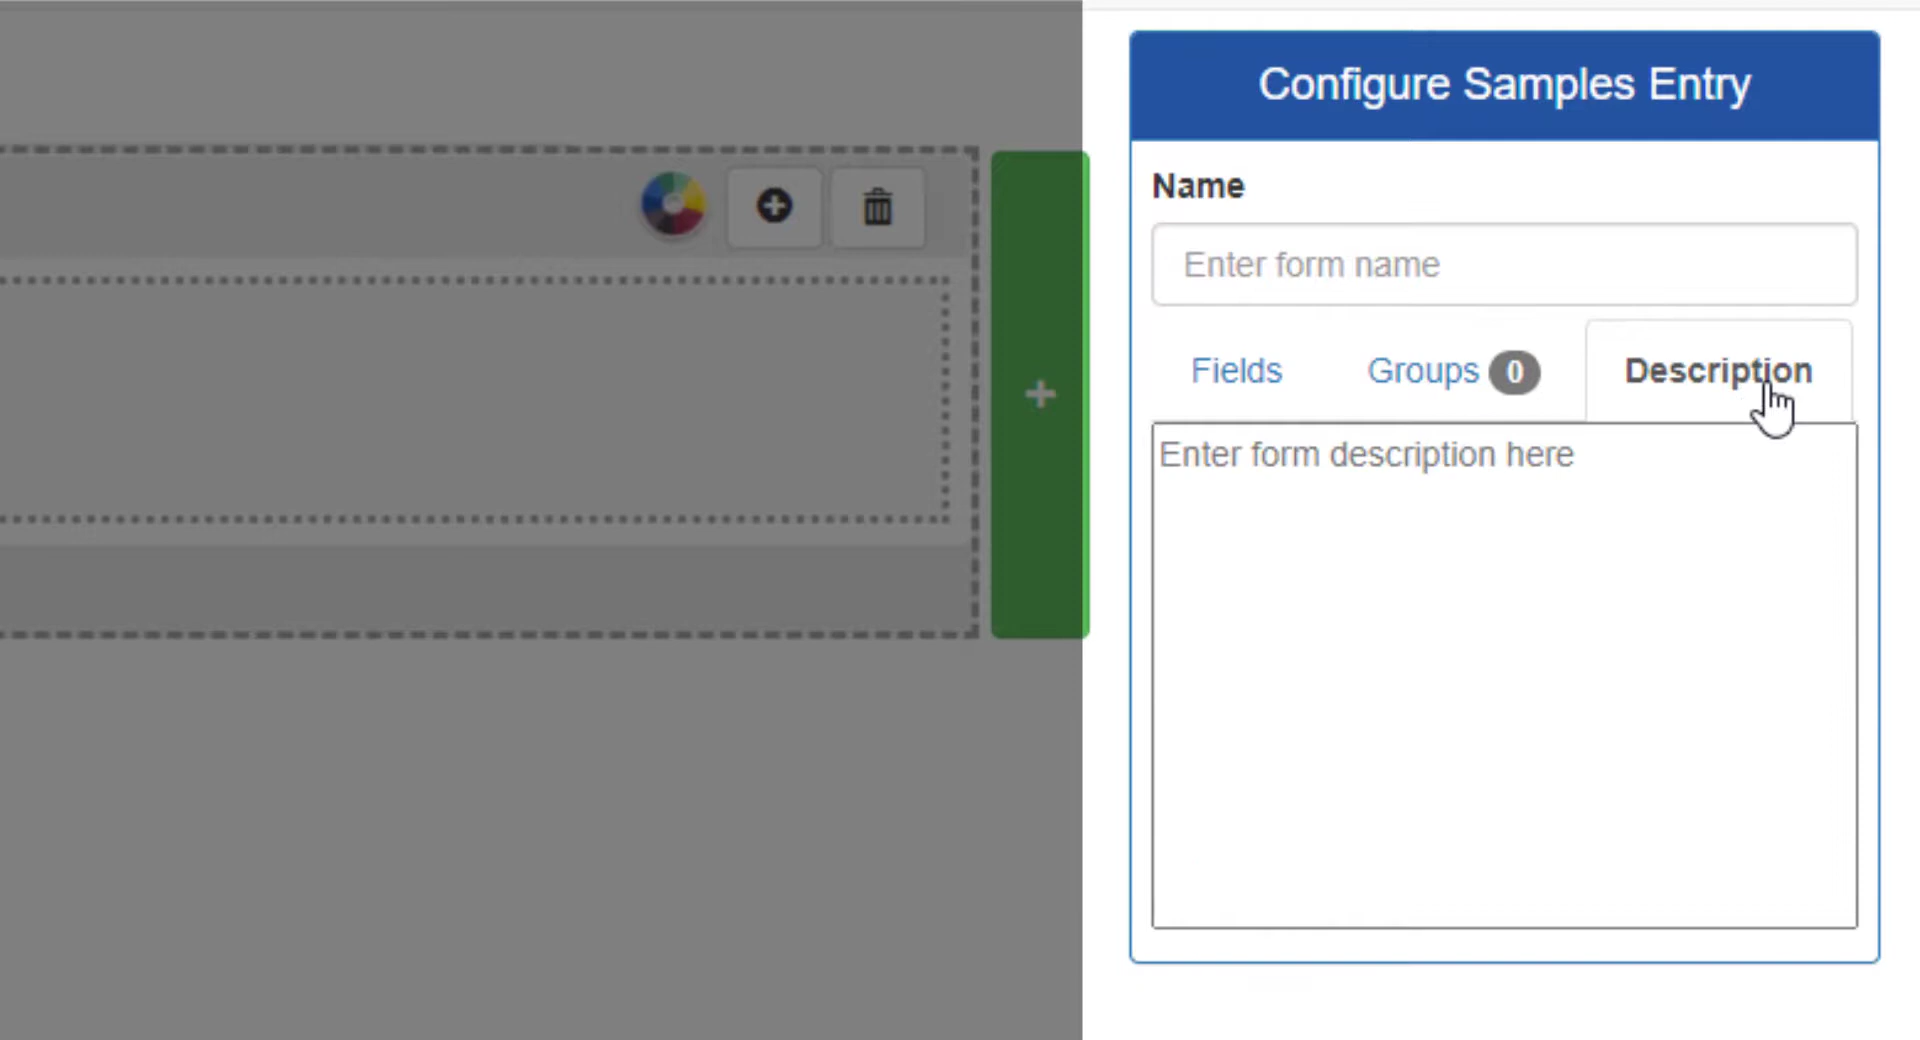 Configure Samples Entry
Name
Enter form name
Fields
Groups 0
Description
Enter form description here